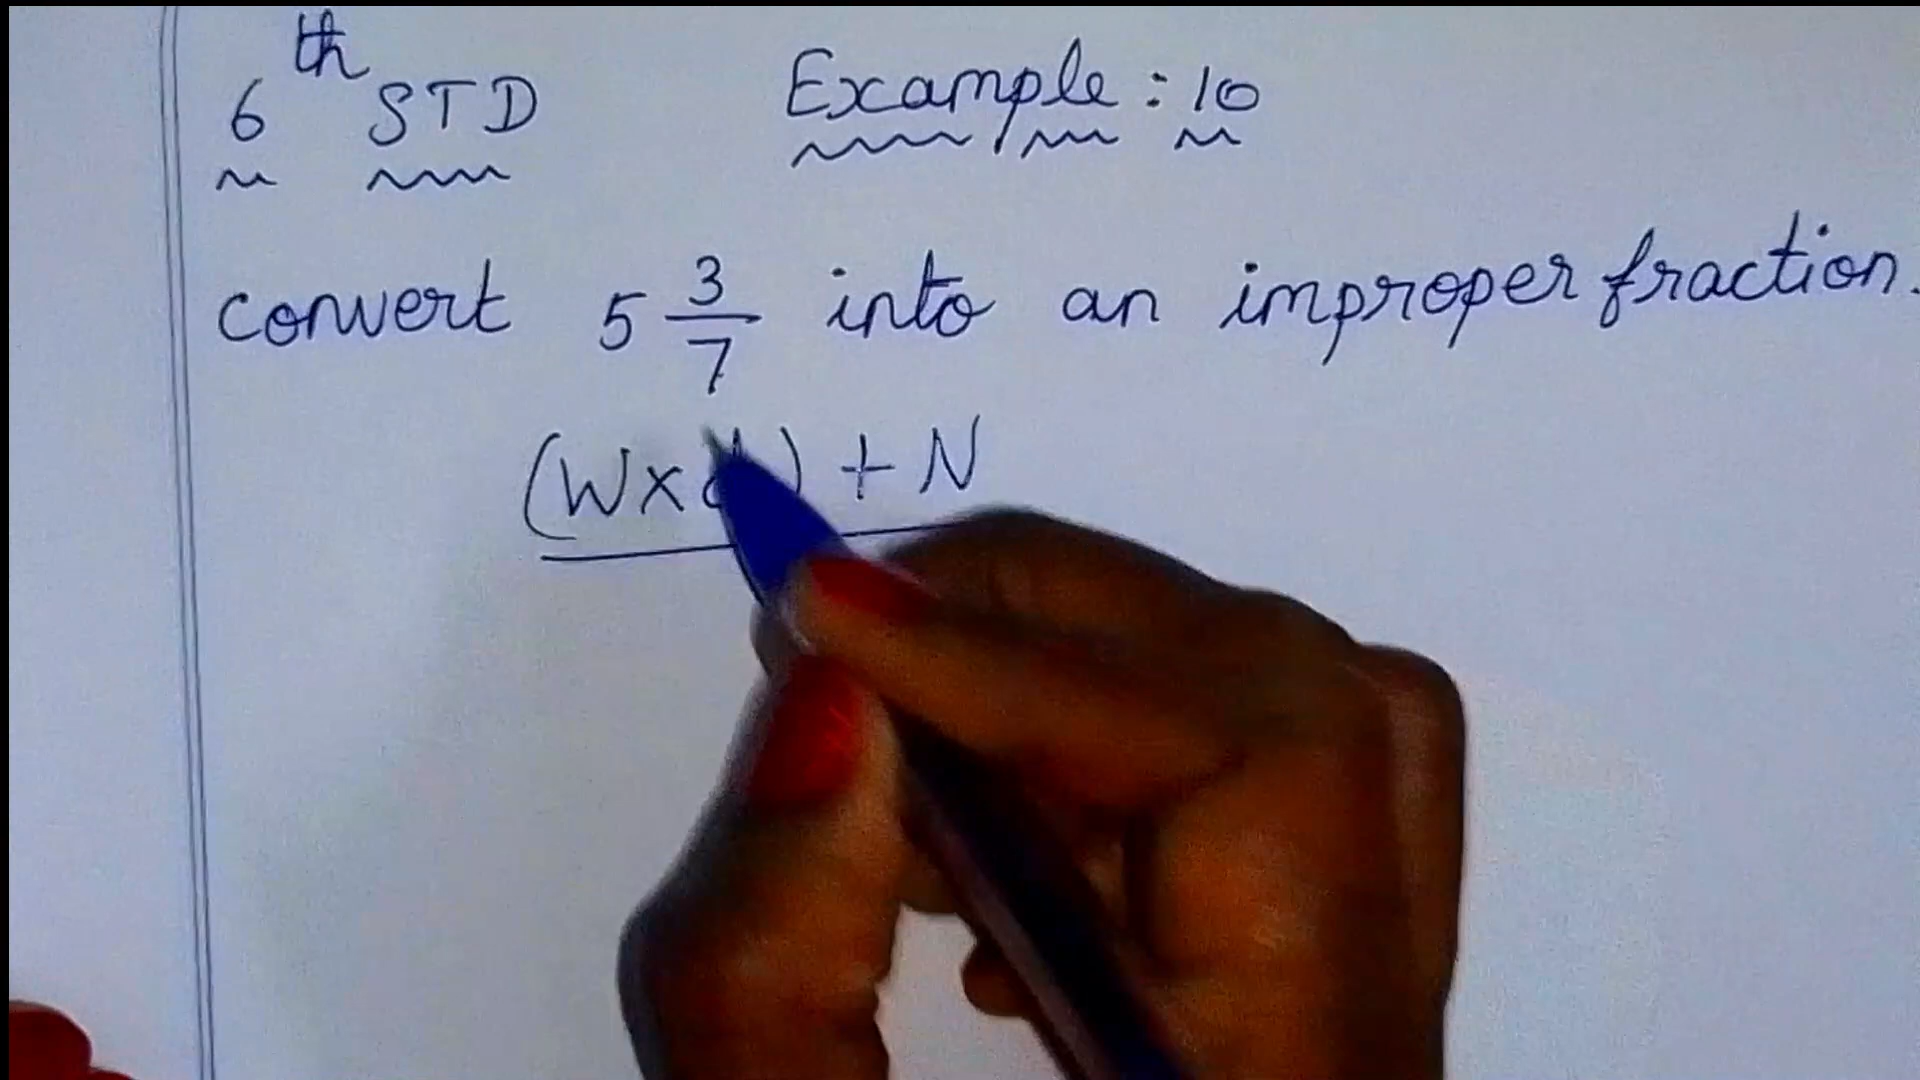 6th STD Example : 10
convert 5 3/7 into an improper fraction.
(W x d) + N